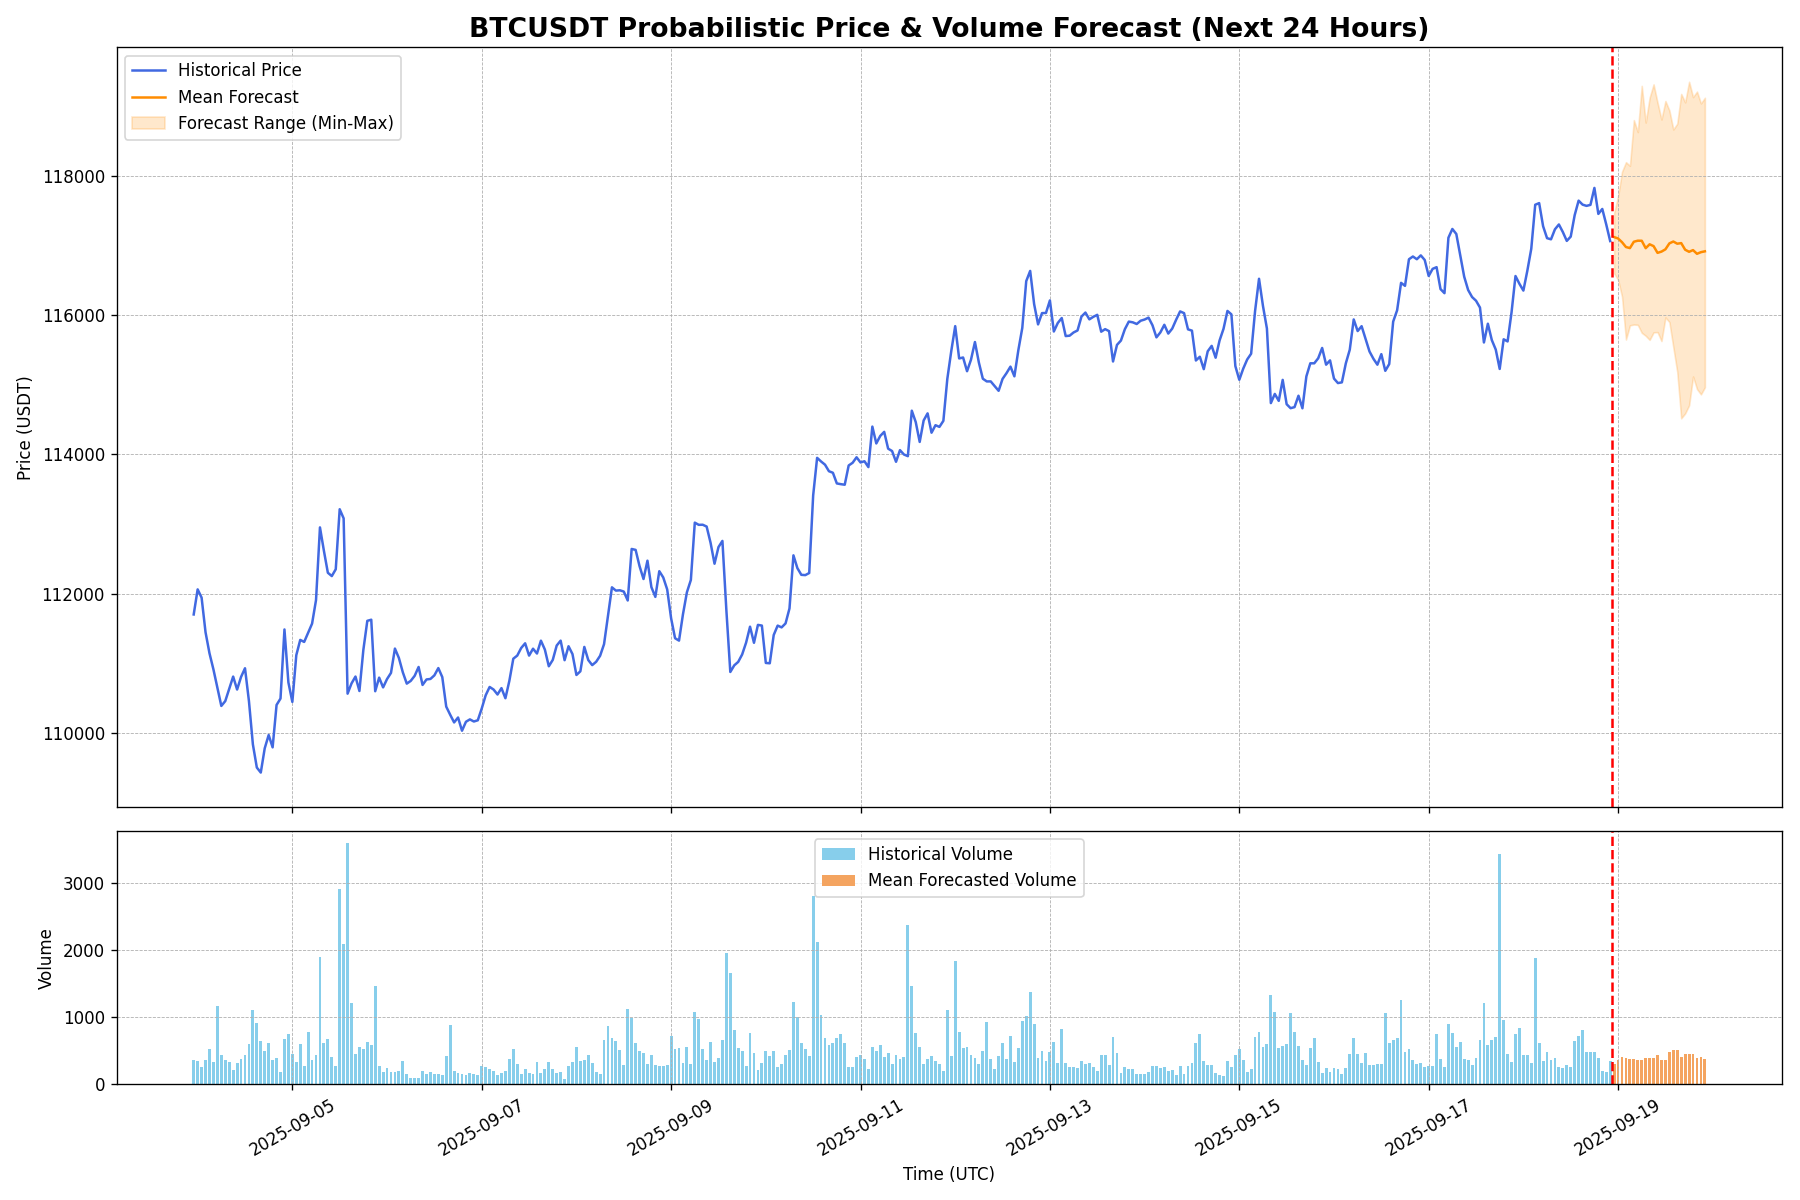 BTCUSDT Probabilistic Price & Volume Forecast (Next 24 Hours)
Historical Price
Mean Forecast
Forecast Range (Min-Max)
118000
116000
114000
112000
110000
Price (USDT)
Historical Volume
Mean Forecasted Volume
3000
2000
1000
0
Volume
2025-09-05
2025-09-07
2025-09-09
2025-09-11
2025-09-13
2025-09-15
2025-09-17
2025-09-19
Time (UTC)